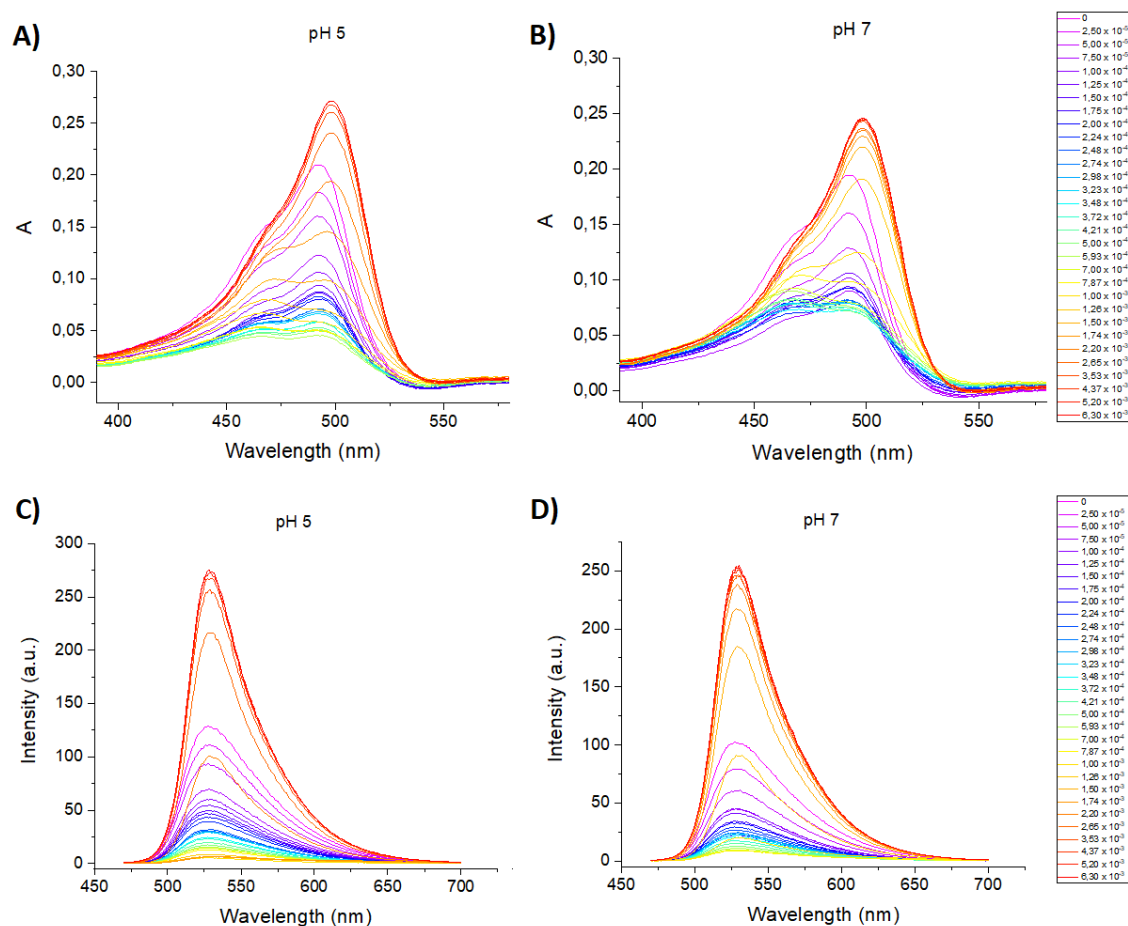 A)
pH 5
0,30
0,25
0,20
0,15
0,10
0,05
0,00
A
400
450
500
550
Wavelength (nm)
B)
pH 7
0,30
0,25
0,20
0,15
0,10
0,05
0,00
A
400
450
500
550
Wavelength (nm)
0
2,50 x 10⁻⁵
5,00 x 10⁻⁵
7,50 x 10⁻⁵
1,00 x 10⁻⁴
1,25 x 10⁻⁴
1,50 x 10⁻⁴
1,75 x 10⁻⁴
2,00 x 10⁻⁴
2,24 x 10⁻⁴
2,48 x 10⁻⁴
2,74 x 10⁻⁴
2,98 x 10⁻⁴
3,23 x 10⁻⁴
3,48 x 10⁻⁴
3,72 x 10⁻⁴
4,21 x 10⁻⁴
5,00 x 10⁻⁴
5,93 x 10⁻⁴
7,00 x 10⁻⁴
7,87 x 10⁻⁴
1,00 x 10⁻³
1,26 x 10⁻³
1,50 x 10⁻³
1,74 x 10⁻³
2,20 x 10⁻³
2,65 x 10⁻³
3,53 x 10⁻³
4,37 x 10⁻³
5,20 x 10⁻³
6,30 x 10⁻³
C)
pH 5
300
250
200
150
100
50
0
Intensity (a.u.)
450
500
550
600
650
700
Wavelength (nm)
D)
pH 7
250
200
150
100
50
0
Intensity (a.u.)
450
500
550
600
650
700
Wavelength (nm)
0
2,50 x 10⁻⁵
5,00 x 10⁻⁵
7,50 x 10⁻⁵
1,00 x 10⁻⁴
1,25 x 10⁻⁴
1,50 x 10⁻⁴
1,75 x 10⁻⁴
2,00 x 10⁻⁴
2,24 x 10⁻⁴
2,48 x 10⁻⁴
2,74 x 10⁻⁴
2,98 x 10⁻⁴
3,23 x 10⁻⁴
3,48 x 10⁻⁴
3,72 x 10⁻⁴
4,21 x 10⁻⁴
5,00 x 10⁻⁴
5,93 x 10⁻⁴
7,00 x 10⁻⁴
7,87 x 10⁻⁴
1,00 x 10⁻³
1,26 x 10⁻³
1,50 x 10⁻³
1,74 x 10⁻³
2,20 x 10⁻³
2,65 x 10⁻³
3,53 x 10⁻³
4,37 x 10⁻³
5,20 x 10⁻³
6,30 x 10⁻³